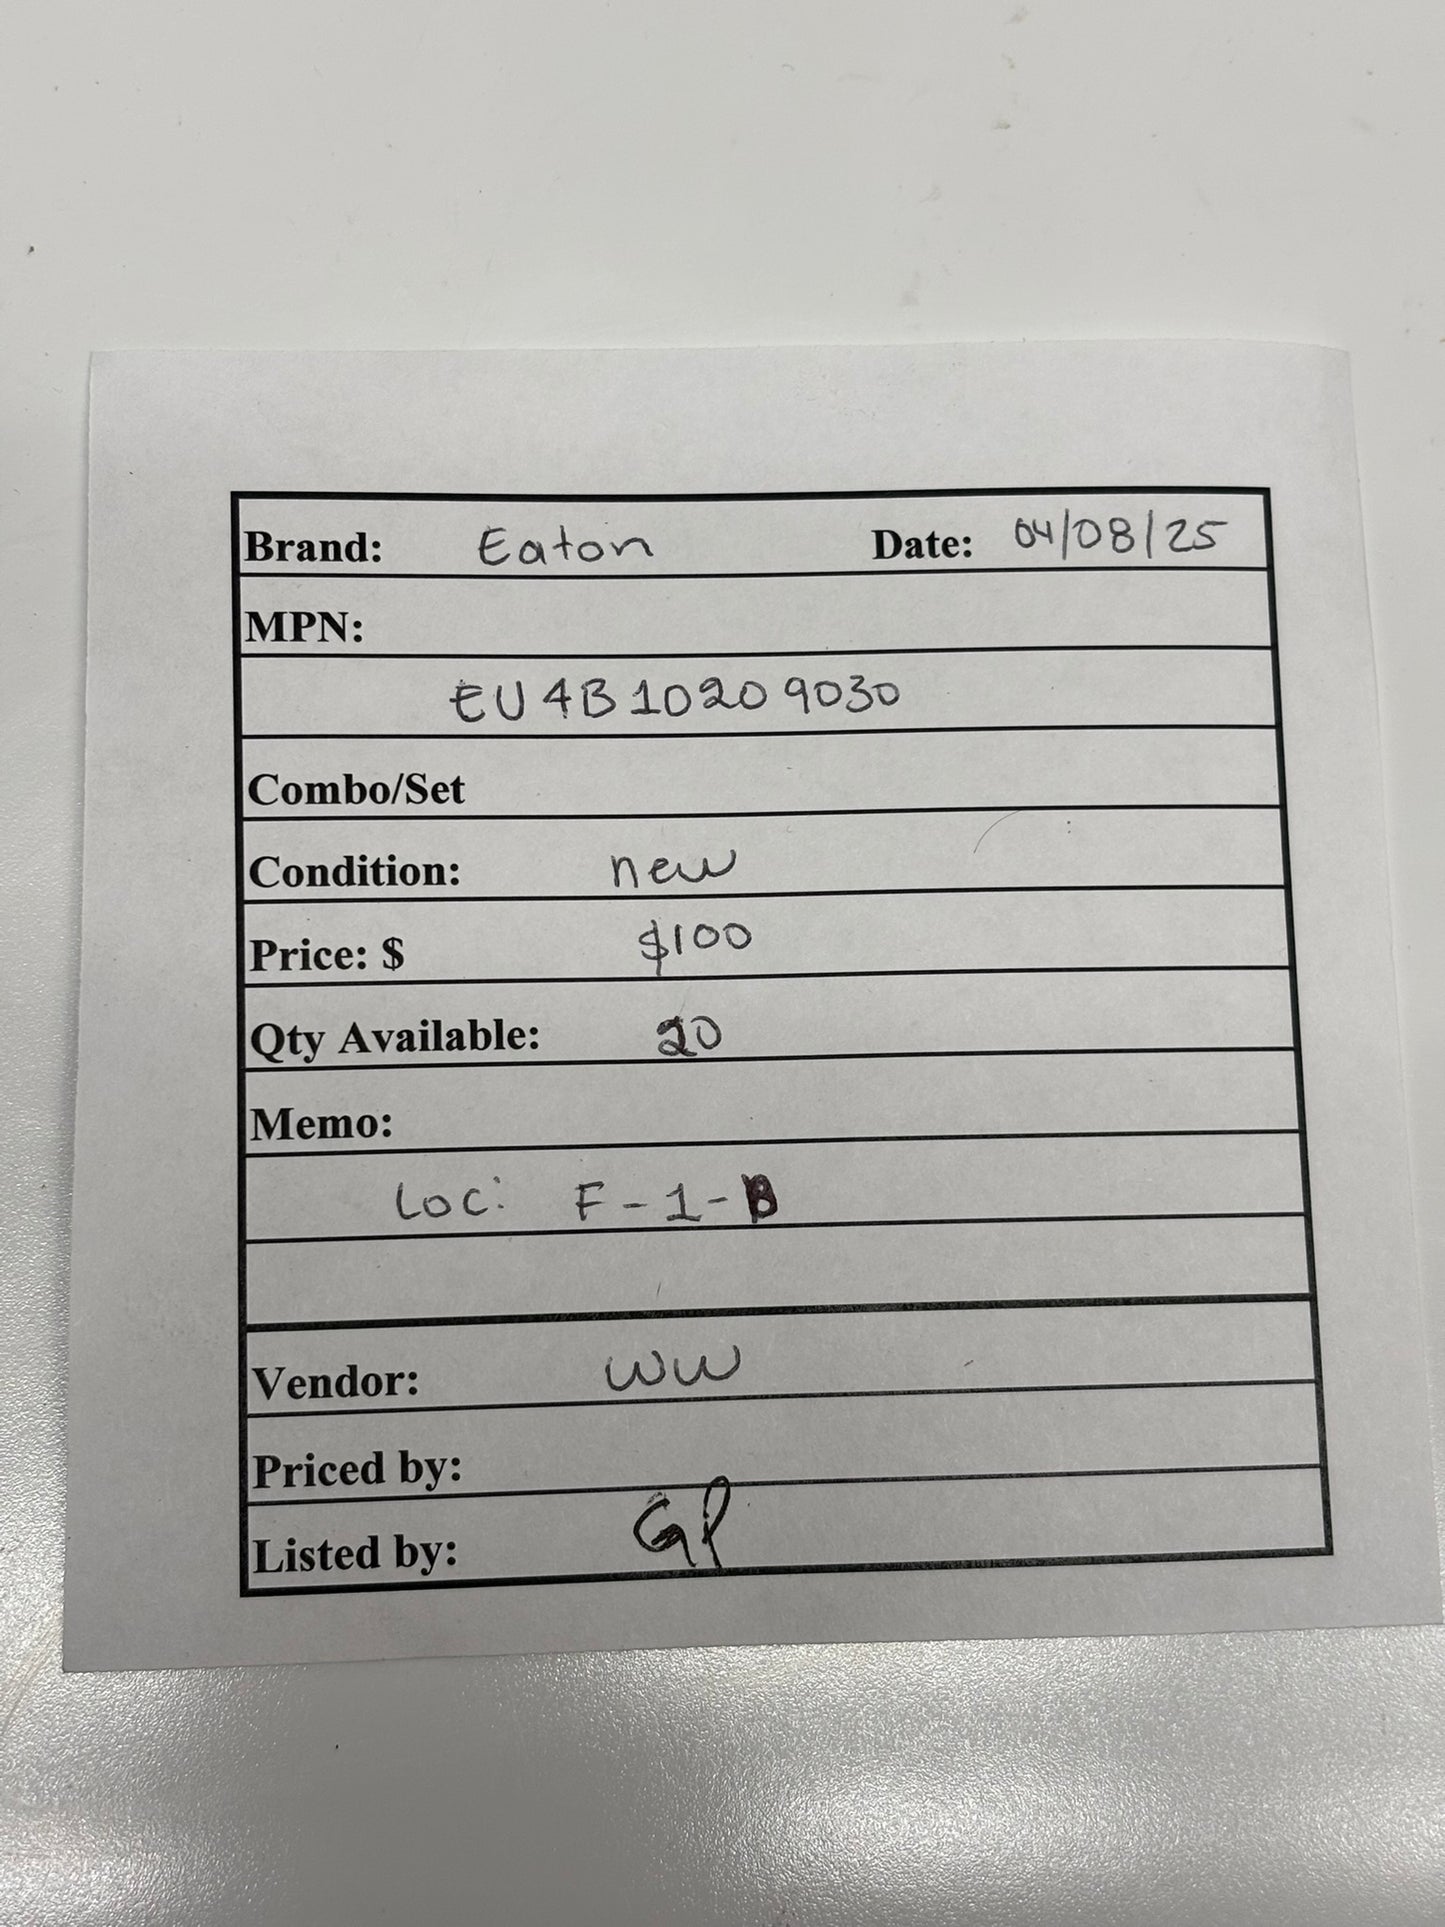 Brand: Eaton Date: 04/08/25
MPN:
EU4B10209030
Combo/Set
Condition: new
Price: $ $100
Qty Available: 20
Memo:
Loc: F-1-B
Vendor: WW
Priced by:
Listed by: GP